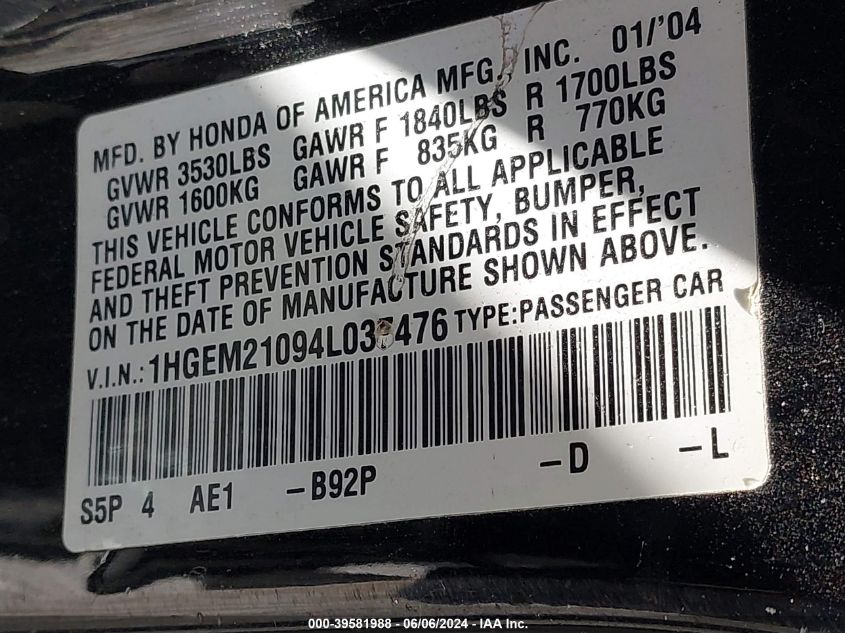 MFD. BY HONDA OF AMERICA MFG., INC. 01/'04
GVWR 3530LBS GAWR F 1840LBS R 1700LBS
GVWR 1600KG GAWR F 835KG R 770KG
THIS VEHICLE CONFORMS TO ALL APPLICABLE
FEDERAL MOTOR VEHICLE SAFETY, BUMPER,
AND THEFT PREVENTION STANDARDS IN EFFECT
ON THE DATE OF MANUFACTURE SHOWN ABOVE.
V.I.N.: 1HGEM21094L037476 TYPE:PASSENGER CAR
S5P 4 AE1 -B92P -D -L
000-39581988 - 06/06/2024 - IAA Inc.